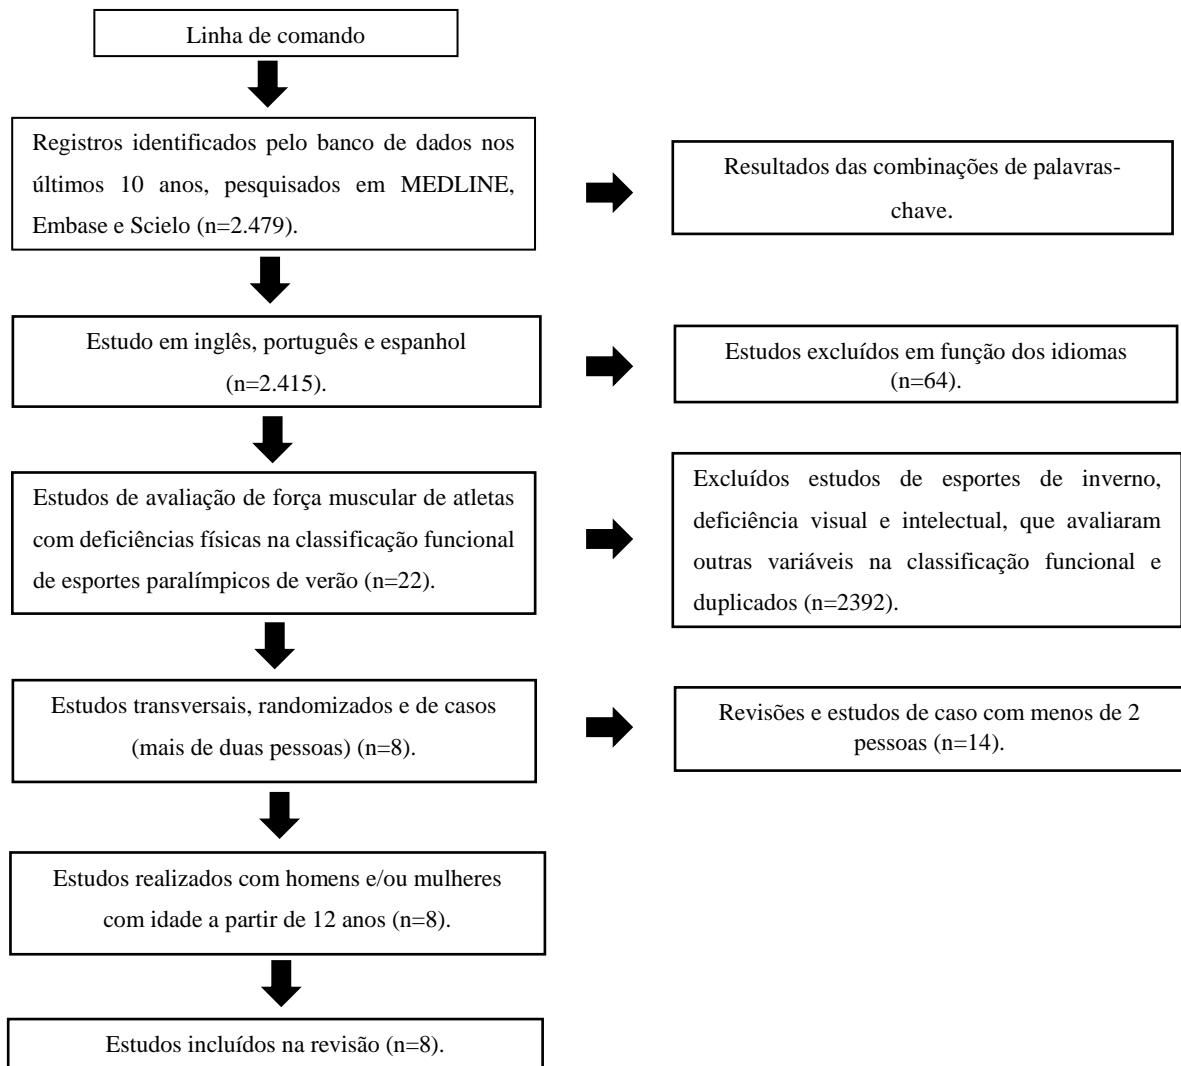 Linha de comando
Registros identificados pelo banco de dados nos
últimos 10 anos, pesquisados em MEDLINE,
Embase e Scielo (n=2.479).
Resultados das combinações de palavras-
chave.
Estudo em inglês, português e espanhol
(n=2.415).
Estudos excluídos em função dos idiomas
(n=64).
Estudos de avaliação de força muscular de atletas
com deficiências físicas na classificação funcional
de esportes paralímpicos de verão (n=22).
Excluídos estudos de esportes de inverno,
deficiência visual e intelectual, que avaliaram
outras variáveis na classificação funcional e
duplicados (n=2392).
Estudos transversais, randomizados e de casos
(mais de duas pessoas) (n=8).
Revisões e estudos de caso com menos de 2
pessoas (n=14).
Estudos realizados com homens e/ou mulheres
com idade a partir de 12 anos (n=8).
Estudos incluídos na revisão (n=8).